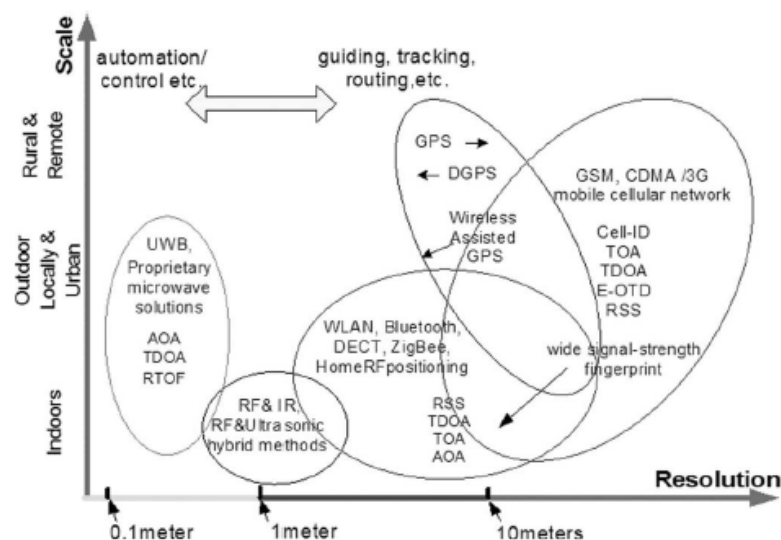 Scale
Rural &
Remote
Outdoor
Locally &
Urban
Indoors
automation/
control etc..
guiding, tracking,
routing,etc.
GPS
DGPS
Wireless
Assisted
GPS
GSM, CDMA /3G
mobile cellular network
Cell-ID
TOA
TDOA
E-OTD
RSS
UWB,
Proprietary
microwave
solutions
AOA
TDOA
RTOF
WLAN, Bluetooth,
DECT, ZigBee,
HomeRFpositioning
RSS
TDOA
TOA
AOA
wide signal-strength
fingerprint
RF& IR,
RF&Ultrasonic
hybrid methods
Resolution
0.1meter
1meter
10meters